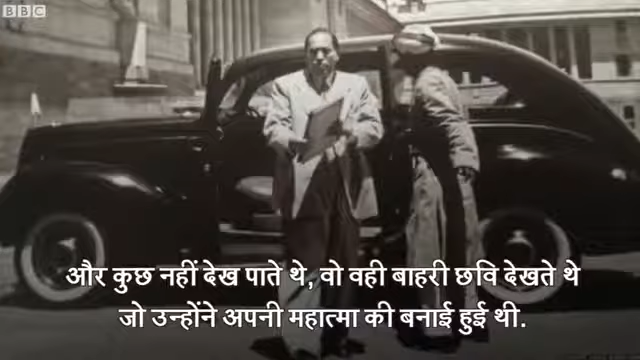 BBC
और कुछ नहीं देख पाते थे, वो वही बाहरी छवि देखते थे
जो उन्होंने अपनी महात्मा की बनाई हुई थी.